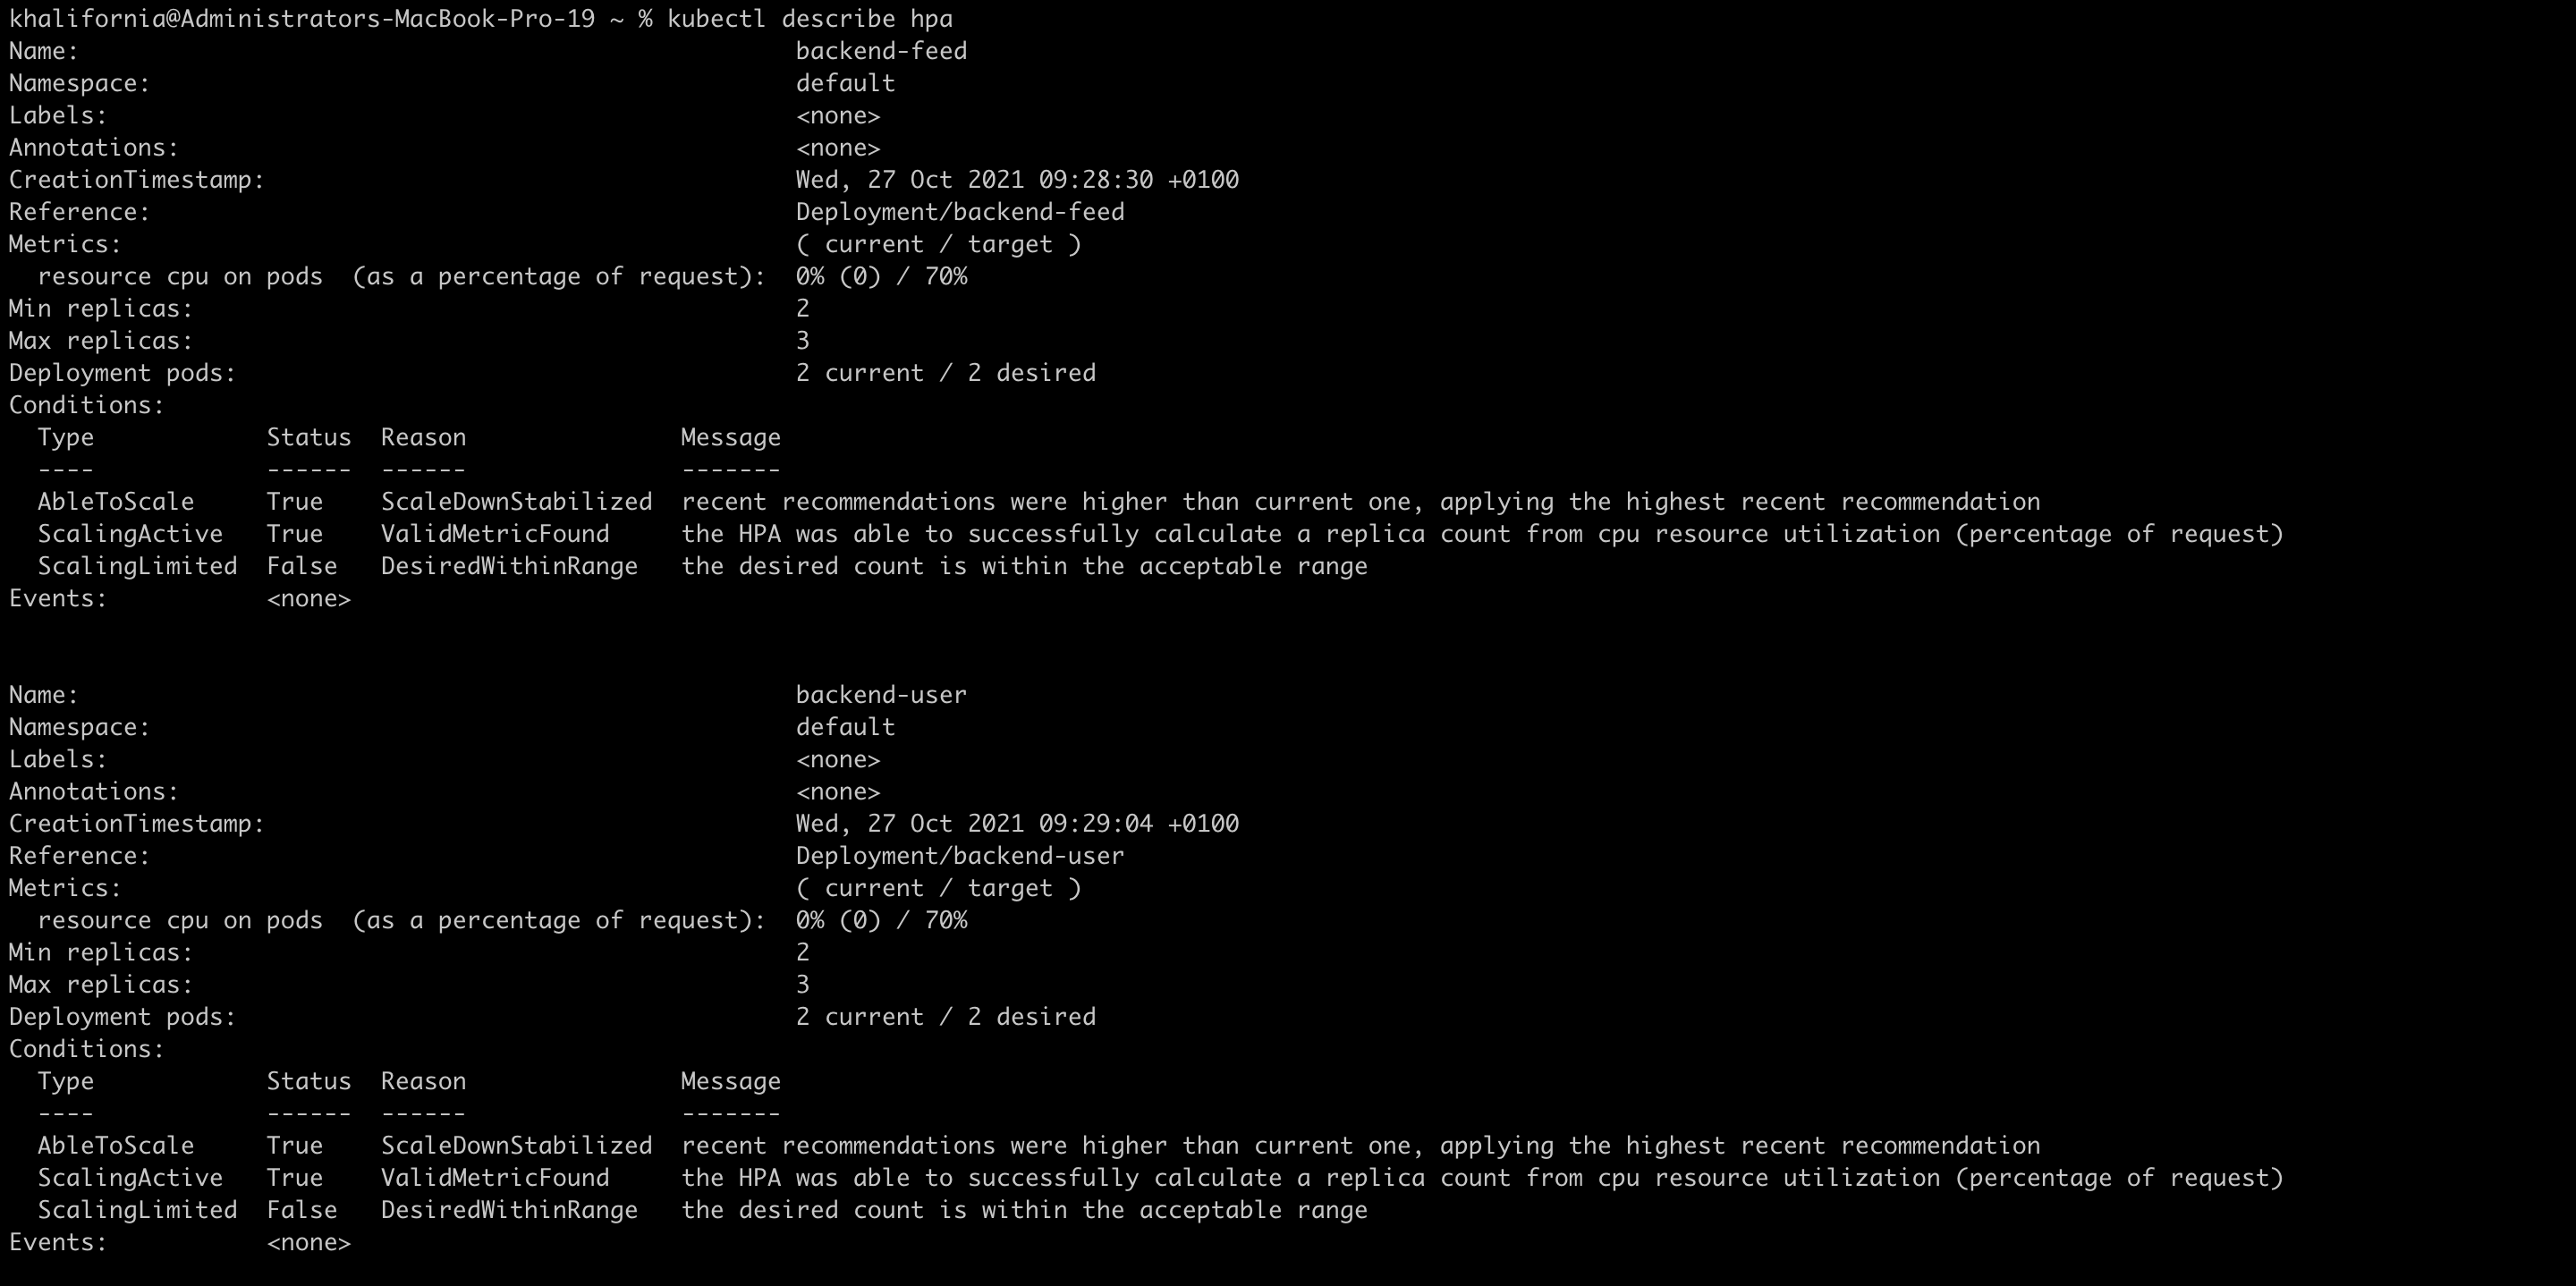 khalifornia@Administrators-MacBook-Pro-19 ~ % kubectl describe hpa
Name:                                                  backend-feed
Namespace:                                             default
Labels:                                                <none>
Annotations:                                           <none>
CreationTimestamp:                                     Wed, 27 Oct 2021 09:28:30 +0100
Reference:                                             Deployment/backend-feed
Metrics:                                               ( current / target )
  resource cpu on pods  (as a percentage of request):  0% (0) / 70%
Min replicas:                                          2
Max replicas:                                          3
Deployment pods:                                       2 current / 2 desired
Conditions:
  Type            Status  Reason               Message
  ----            ------  ------               -------
  AbleToScale     True    ScaleDownStabilized  recent recommendations were higher than current one, applying the highest recent recommendation
  ScalingActive   True    ValidMetricFound     the HPA was able to successfully calculate a replica count from cpu resource utilization (percentage of request)
  ScalingLimited  False   DesiredWithinRange   the desired count is within the acceptable range
Events:           <none>
Name:                                                  backend-user
Namespace:                                             default
Labels:                                                <none>
Annotations:                                           <none>
CreationTimestamp:                                     Wed, 27 Oct 2021 09:29:04 +0100
Reference:                                             Deployment/backend-user
Metrics:                                               ( current / target )
  resource cpu on pods  (as a percentage of request):  0% (0) / 70%
Min replicas:                                          2
Max replicas:                                          3
Deployment pods:                                       2 current / 2 desired
Conditions:
  Type            Status  Reason               Message
  ----            ------  ------               -------
  AbleToScale     True    ScaleDownStabilized  recent recommendations were higher than current one, applying the highest recent recommendation
  ScalingActive   True    ValidMetricFound     the HPA was able to successfully calculate a replica count from cpu resource utilization (percentage of request)
  ScalingLimited  False   DesiredWithinRange   the desired count is within the acceptable range
Events:           <none>